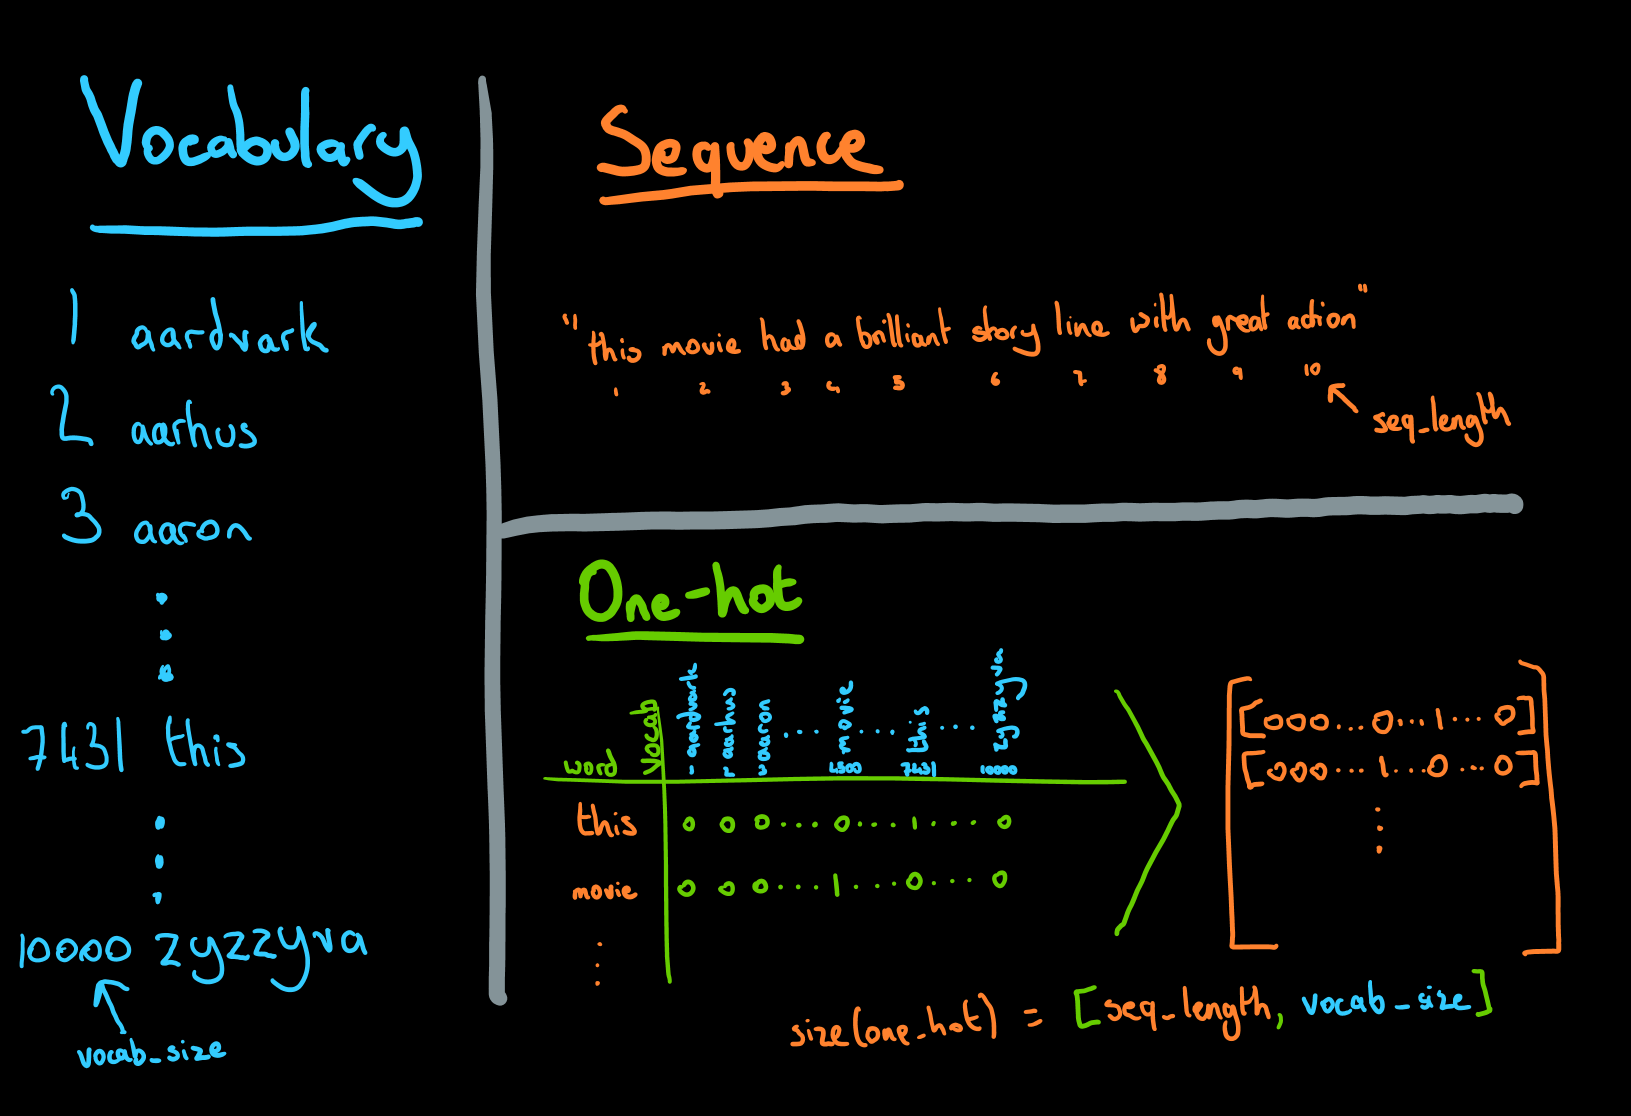 Vocabulary
1 aardvark
2 aarhus
3 aaron
7431 this
10000 zyzzyva
vocab_size
Sequence
"this movie had a brilliant story line with great action"
1 2 3 4 5 6 7 8 9 10
seq_length
One-hot
word vocab
1 aardvark
2 aarhus
3 aaron
.... 4500 movie
.... 7431 this
... 10000 zyzzyva
this 0 0 0 .... 0 .... 1 .... 0
movie 0 0 0 .... 1 .... 0 .... 0
[000...0...1...0]
[000...1...0...0]
size(one_hot) = [seq_length, vocab_size]